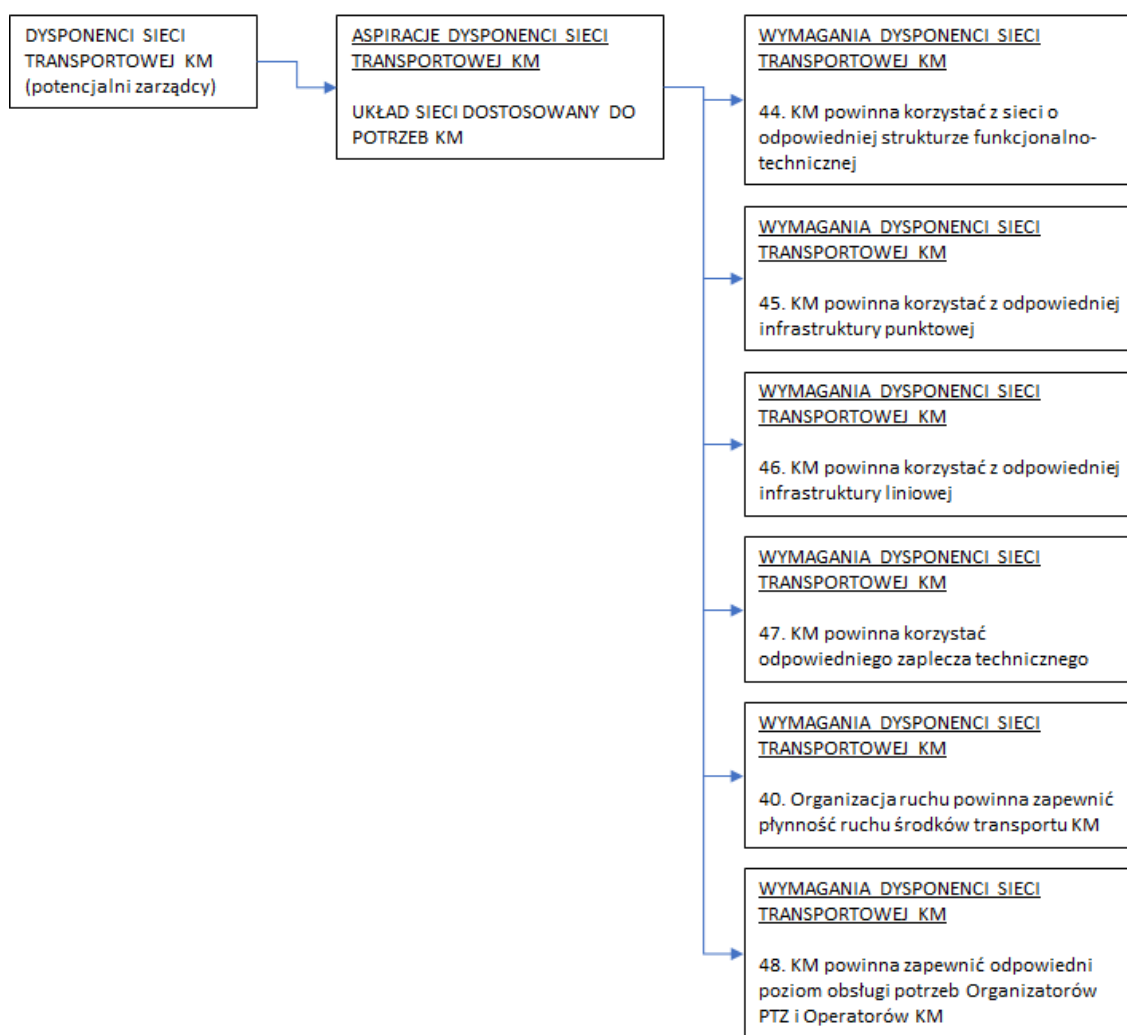 DYSPONENCI SIECI
TRANSPORTOWEJ KM
(potencjalni zarządcy)
ASPIRACJE DYSPONENCI SIECI
TRANSPORTOWEJ KM
UKŁAD SIECI DOSTOSOWANY DO
POTRZEB KM
WYMAGANIA DYSPONENCI SIECI
TRANSPORTOWEJ KM
44. KM powinna korzystać z sieci o
odpowiedniej strukturze funkcjonalno-
technicznej
WYMAGANIA DYSPONENCI SIECI
TRANSPORTOWEJ KM
45. KM powinna korzystać z odpowiedniej
infrastruktury punktowej
WYMAGANIA DYSPONENCI SIECI
TRANSPORTOWEJ KM
46. KM powinna korzystać z odpowiedniej
infrastruktury liniowej
WYMAGANIA DYSPONENCI SIECI
TRANSPORTOWEJ KM
47. KM powinna korzystać
odpowiedniego zaplecza technicznego
WYMAGANIA DYSPONENCI SIECI
TRANSPORTOWEJ KM
40. Organizacja ruchu powinna zapewnić
płynność ruchu środków transportu KM
WYMAGANIA DYSPONENCI SIECI
TRANSPORTOWEJ KM
48. KM powinna zapewnić odpowiedni
poziom obsługi potrzeb Organizatorów
PTZ i Operatorów KM